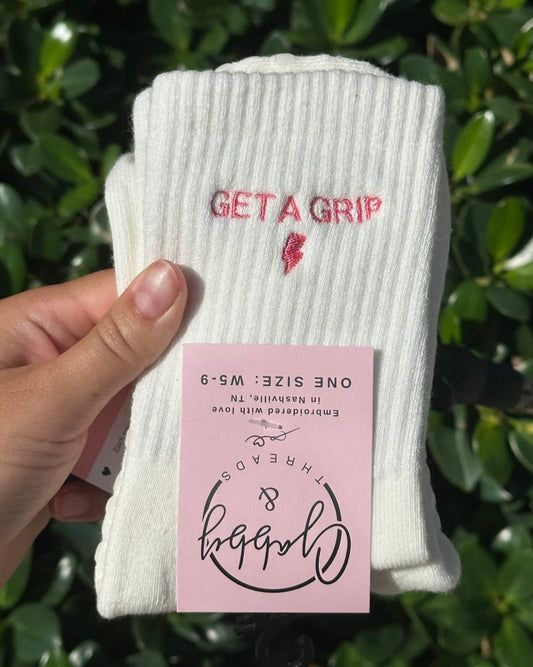 GET A GRIP
Gabby
&
THREADS
Embroidered with love
in Nashville, TN
ONE SIZE: W5-9